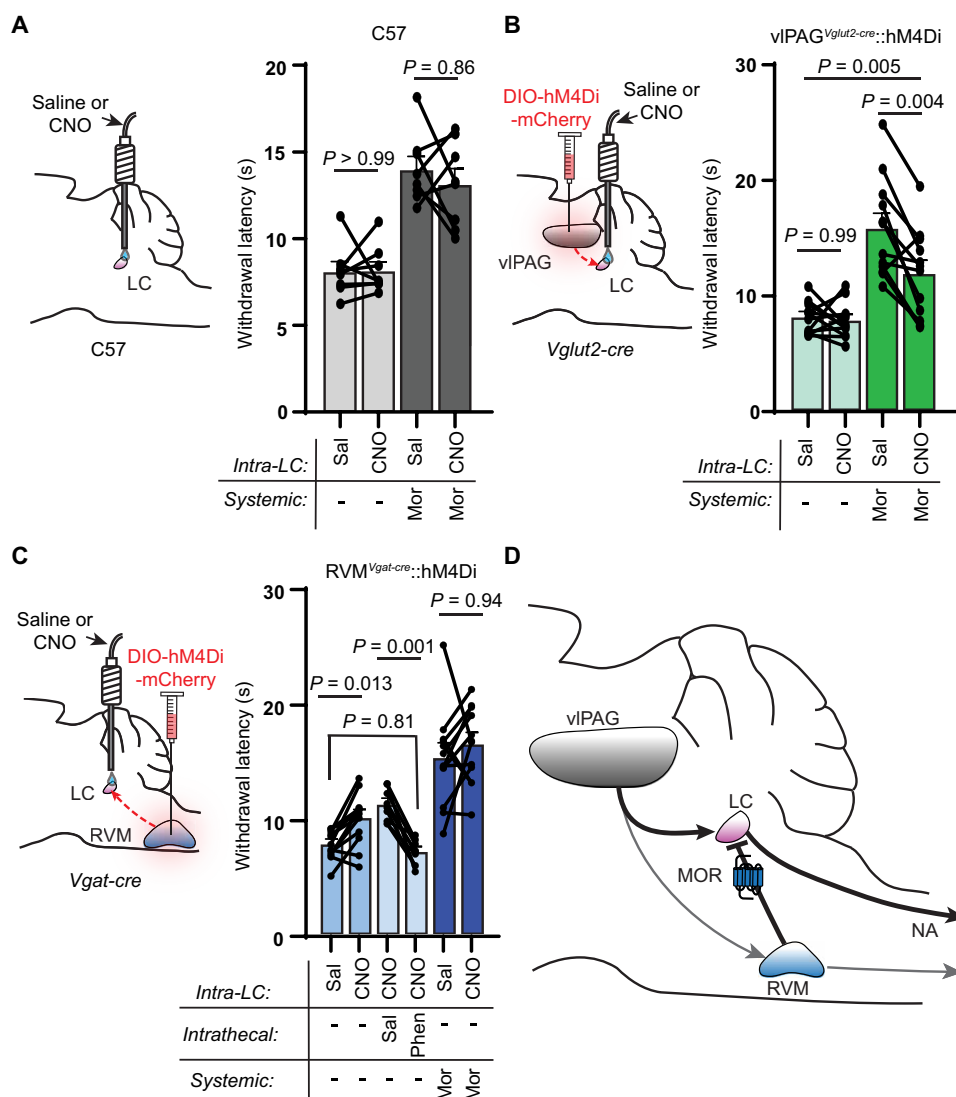 A
C57
Saline or
CNO
LC
C57
Withdrawal latency (s)
20
15
10
5
0
P > 0.99
P = 0.86
Intra-LC:
Sal
CNO
Sal
CNO
Systemic:
-
-
Mor
Mor
B
vlPAGVglut2-cre::hM4Di
DIO-hM4Di
-mCherry
Saline or
CNO
vlPAG
LC
Vglut2-cre
Withdrawal latency (s)
30
20
10
0
P = 0.005
P = 0.004
P = 0.99
Intra-LC:
Sal
CNO
Sal
CNO
Systemic:
-
-
Mor
Mor
C
RVMVgat-cre::hM4Di
Saline or
CNO
DIO-hM4Di
-mCherry
LC
RVM
Vgat-cre
Withdrawal latency (s)
30
20
10
0
P = 0.94
P = 0.001
P = 0.013
P = 0.81
Intra-LC:
Sal
CNO
CNO
CNO
Sal
CNO
Intrathecal:
-
-
Sal
Phen
-
-
Systemic:
-
-
-
-
Mor
Mor
D
vlPAG
LC
MOR
NA
RVM